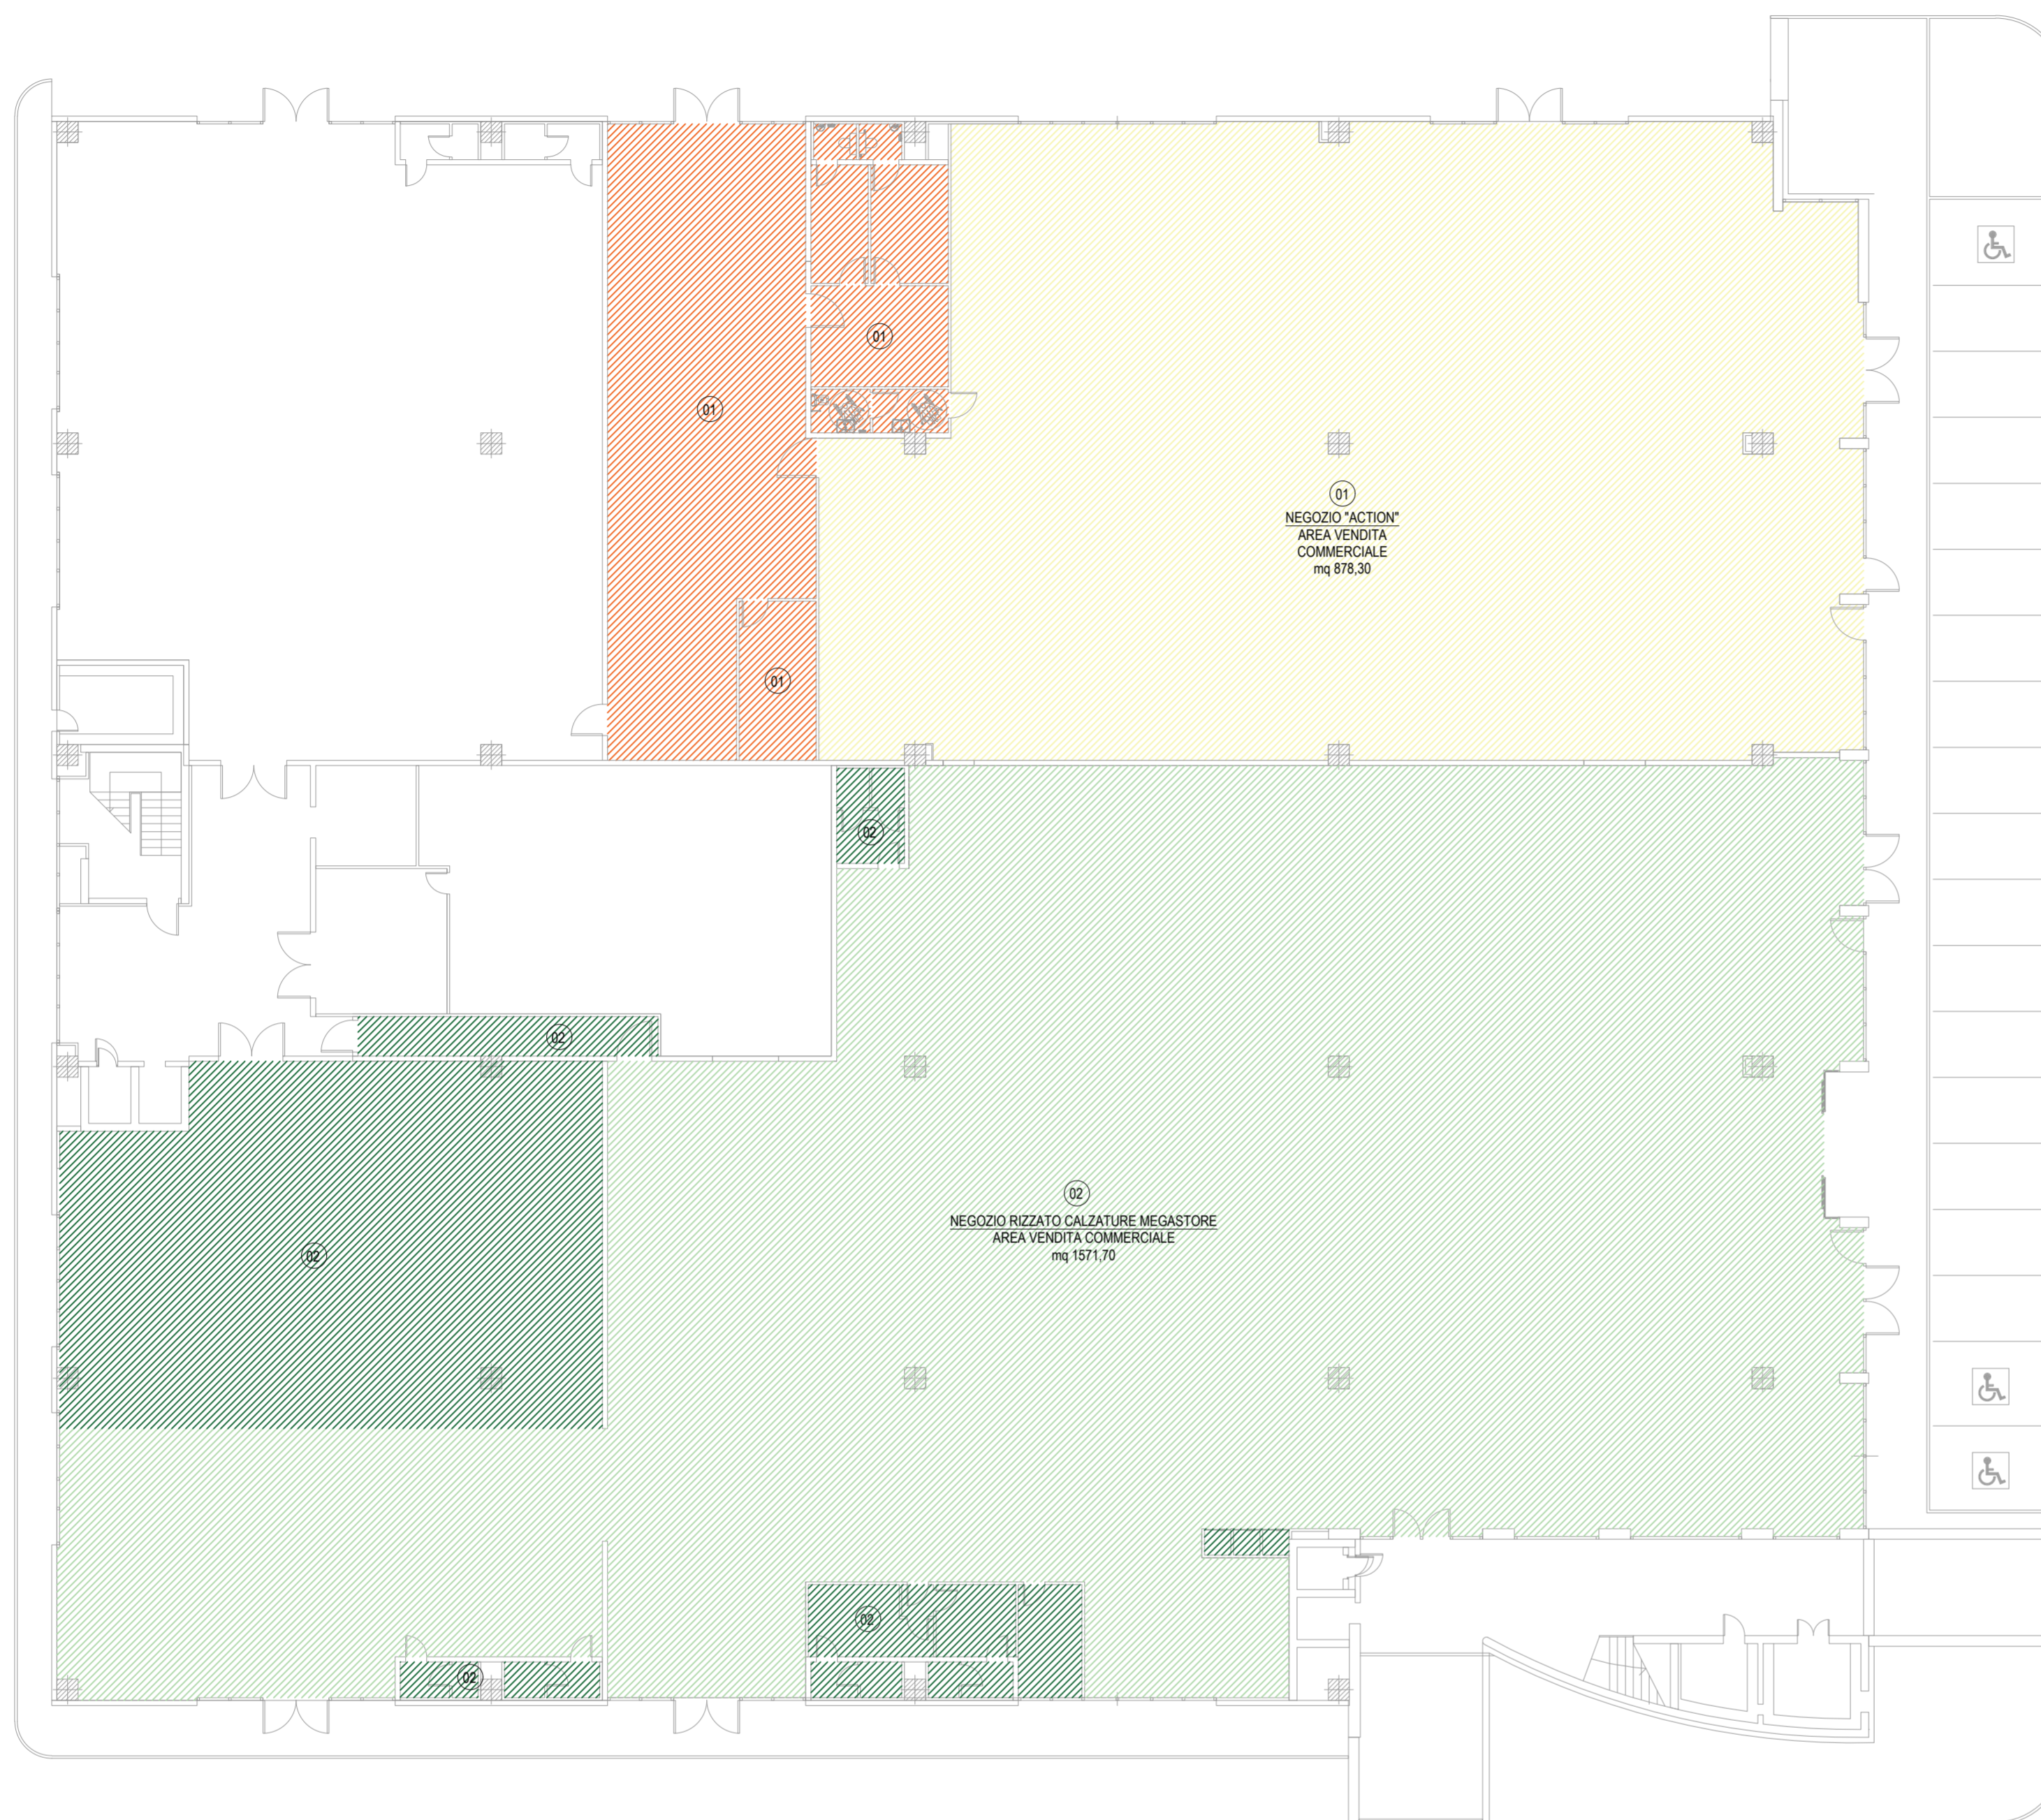 01
01
01
NEGOZIO "ACTION"
AREA VENDITA
COMMERCIALE
mq 878,30
01
02
02
02
NEGOZIO RIZZATO CALZATURE MEGASTORE
AREA VENDITA COMMERCIALE
mq 1571,70
02
02
02